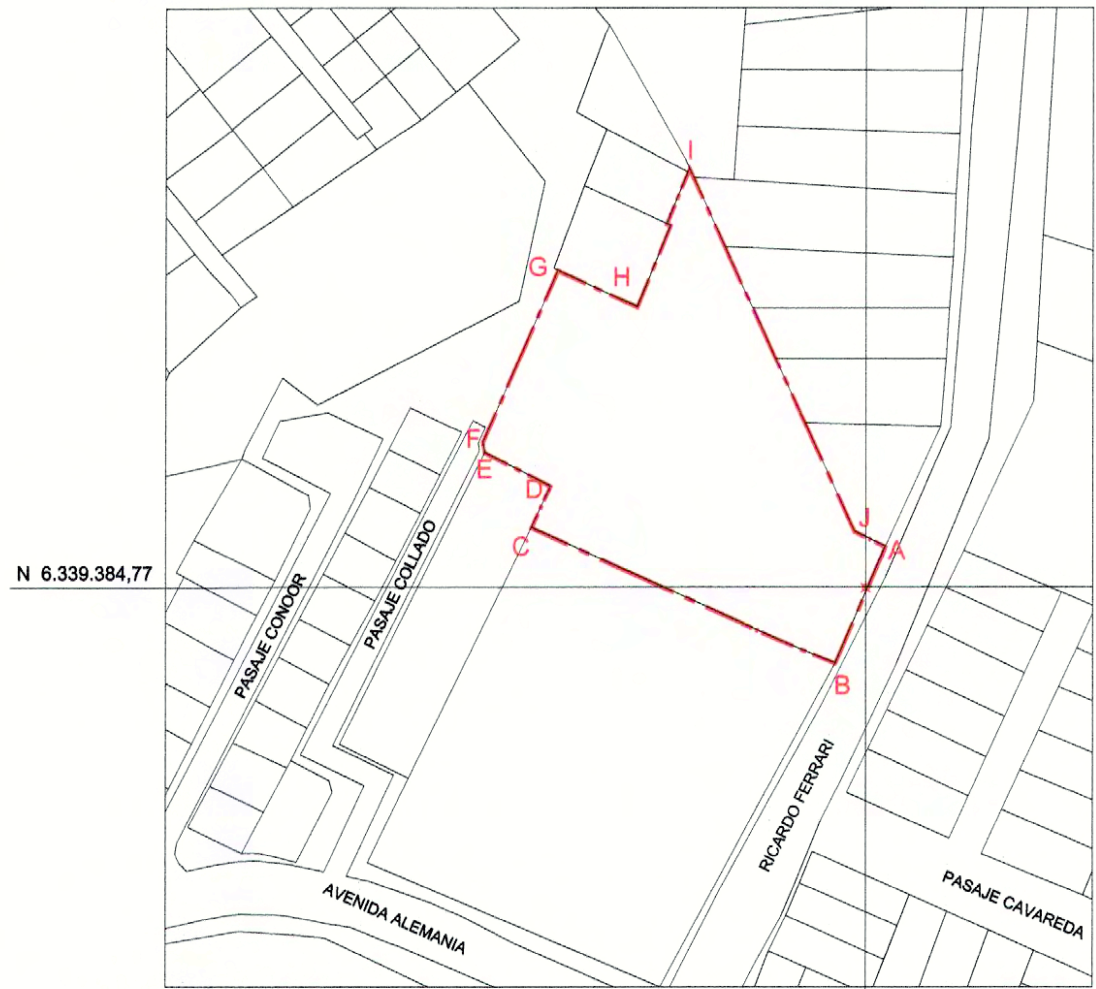 I
G
H
F
E
D
C
J
A
N 6.339.384,77
PASAJE COLLADO
PASAJE CONOOR
B
RICARDO FERRARI
AVENIDA ALEMANIA
PASAJE CAVAREDA